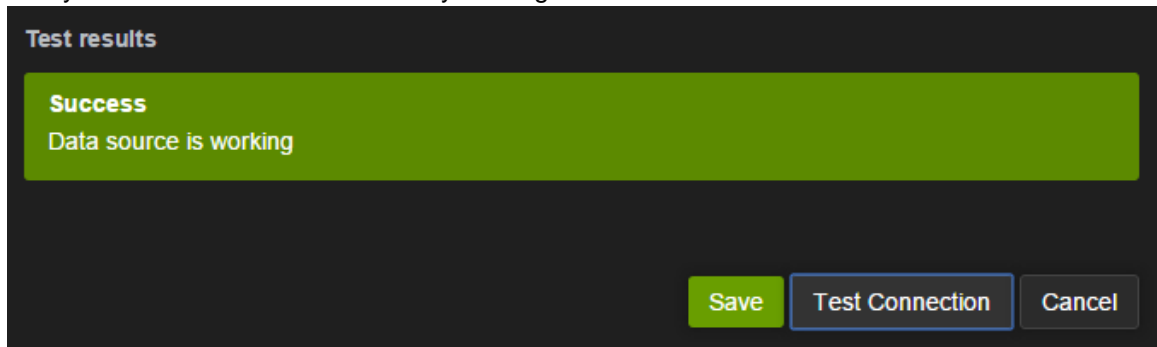 Test results
Success
Data source is working
Save Test Connection Cancel